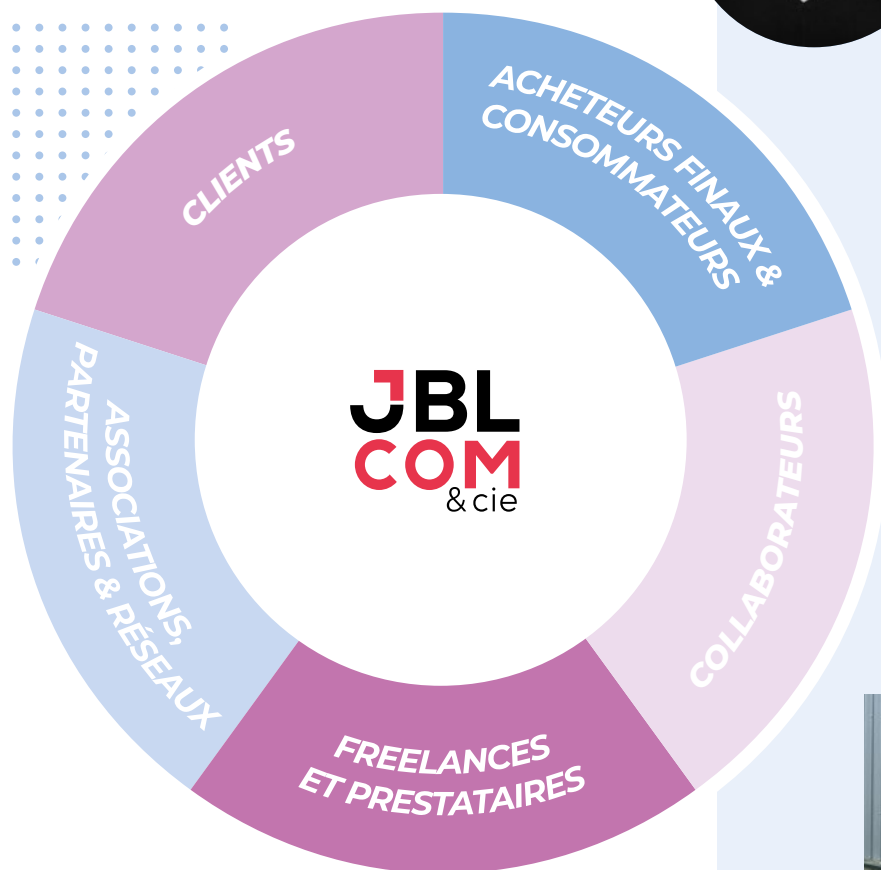 CLIENTS
ACHETEURS FINAUX &
CONSOMMATEURS
COLLABORATEURS
FREELANCES
ET PRESTATAIRES
ASSOCIATIONS,
PARTENAIRES & RÉSEAUX
JBL
COM
& cie